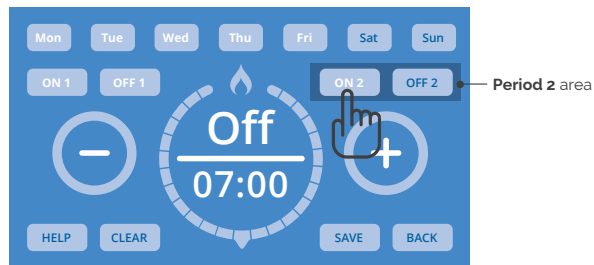 Mon Tue Wed Thu Fri Sat Sun
ON 1 OFF 1 ON 2 OFF 2 Period 2 area
Off
07:00
HELP CLEAR SAVE BACK